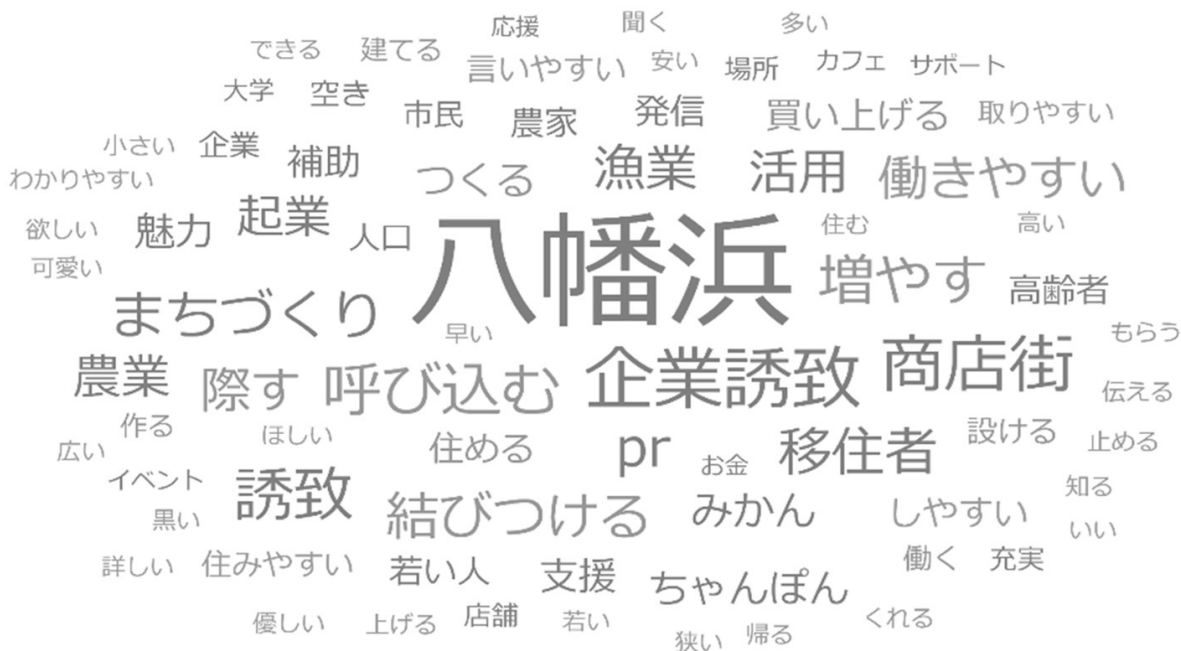 応援
聞く
多い
できる
建てる
言いやすい
安い
場所
カフェ
サポート
大学
空き
市民
農家
発信
買い上げる
取りやすい
小さい
企業
補助
つくる
漁業
活用
働きやすい
わかりやすい
欲しい
魅力
起業
人口
八幡浜
住む
高い
可愛い
まちづくり
増やす
高齢者
早い
もらう
農業
際す
呼び込む
企業誘致
商店街
伝える
作る
ほしい
広い
住める
pr
お金
移住者
設ける
止める
イベント
誘致
結びつける
みかん
しやすい
知る
黒い
いい
詳しい
住みやすい
若い人
支援
ちゃんぽん
働く
充実
優しい
上げる
店舗
若い
狭い
帰る
くれる